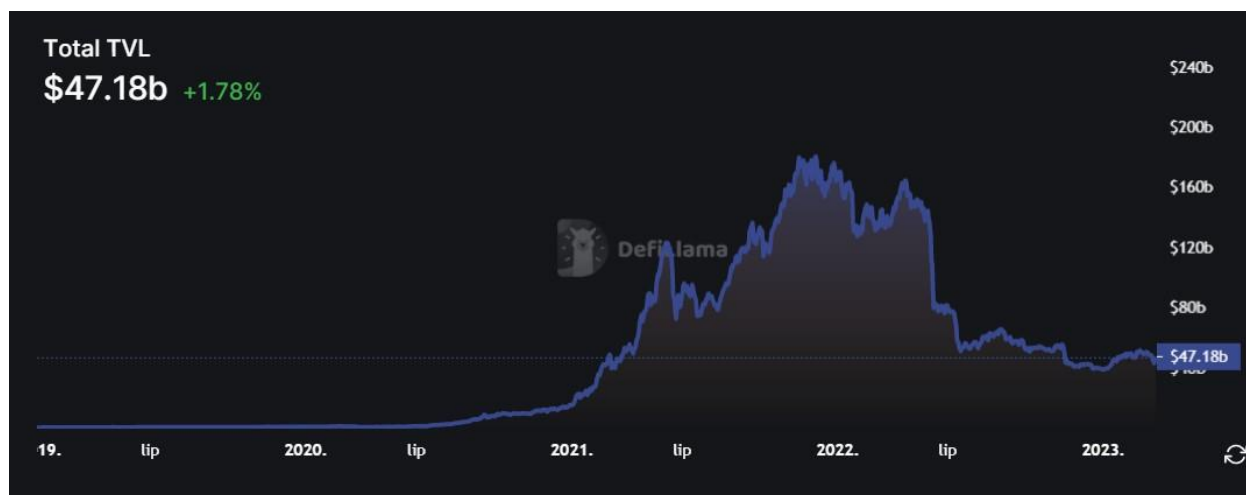 Total TVL
$47.18b +1.78%
$240b
$200b
$160b
DefiLlama
$120b
$80b
$47.18b
19. lip 2020. lip 2021. lip 2022. lip 2023.